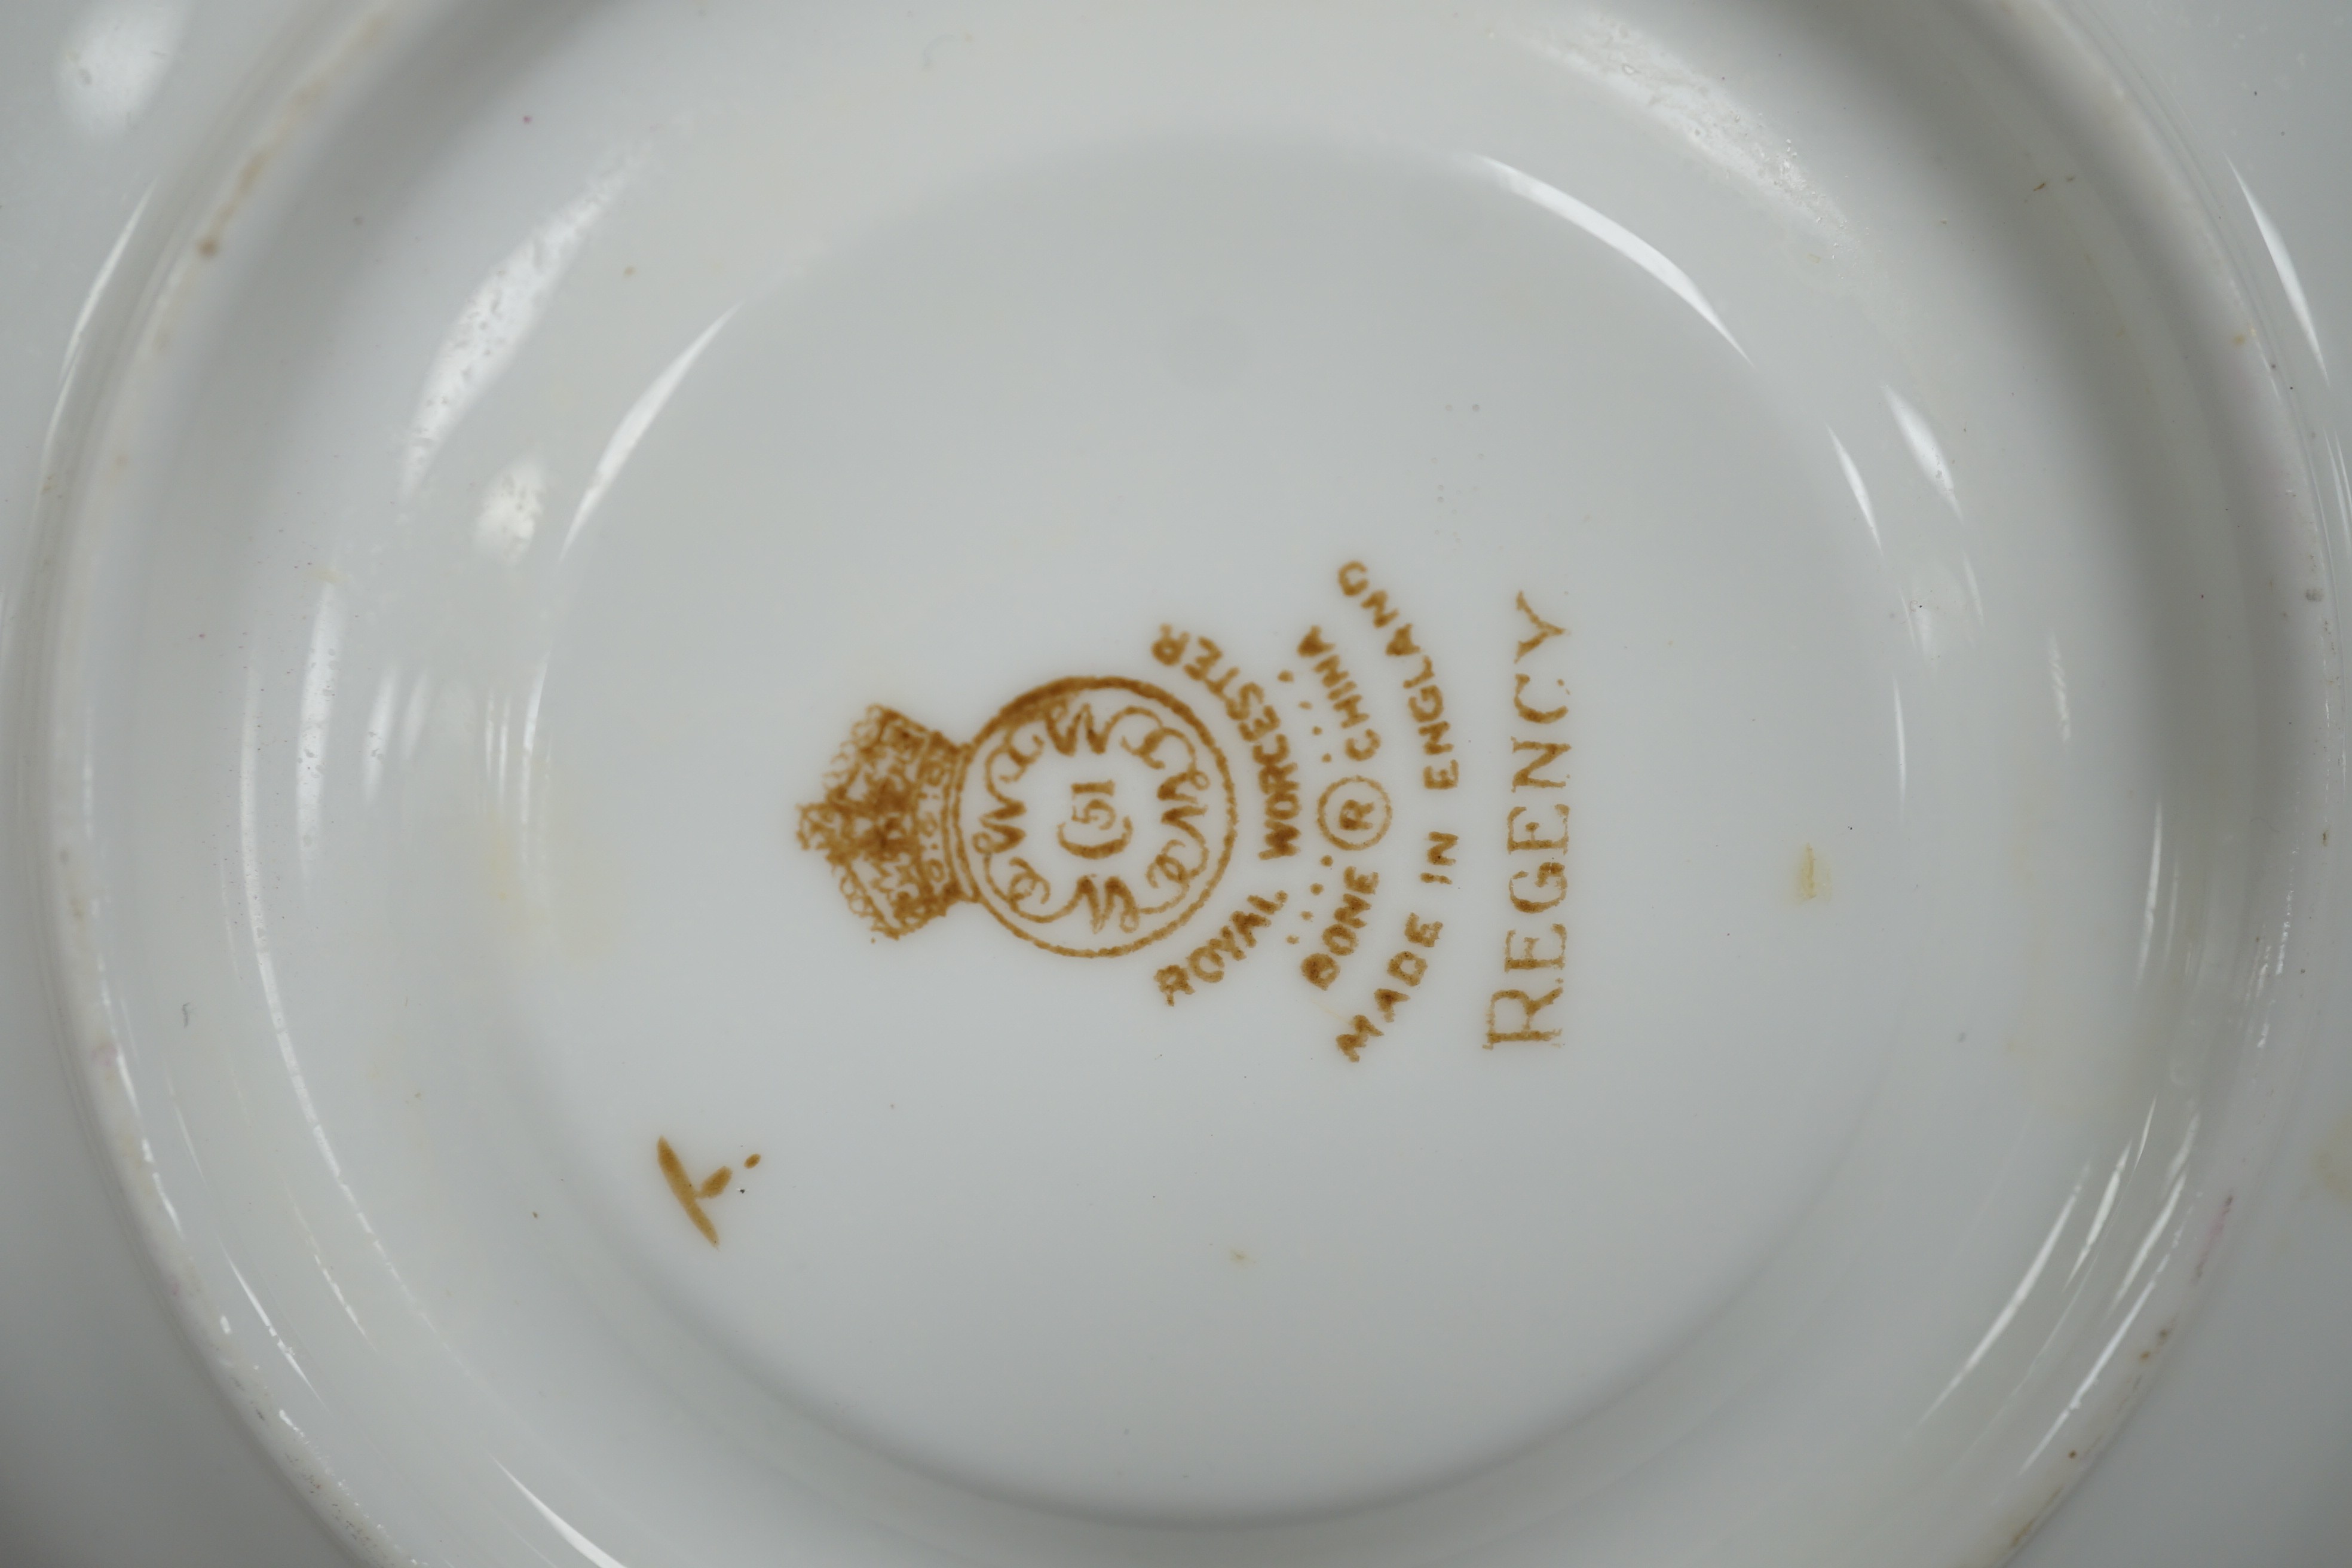 51
ROYAL WORCESTER
BONE ® CHINA
MADE IN ENGLAND
REGENCY